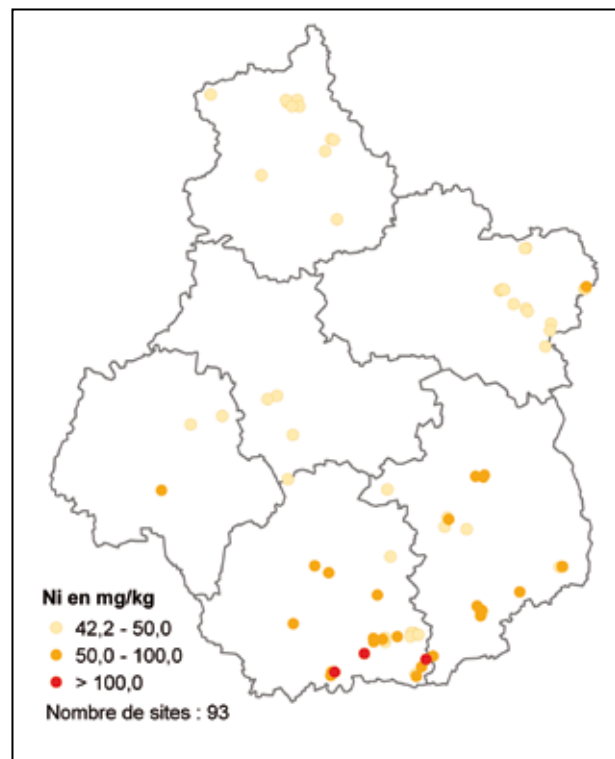 Ni en mg/kg
42,2 - 50,0
50,0 - 100,0
> 100,0
Nombre de sites : 93